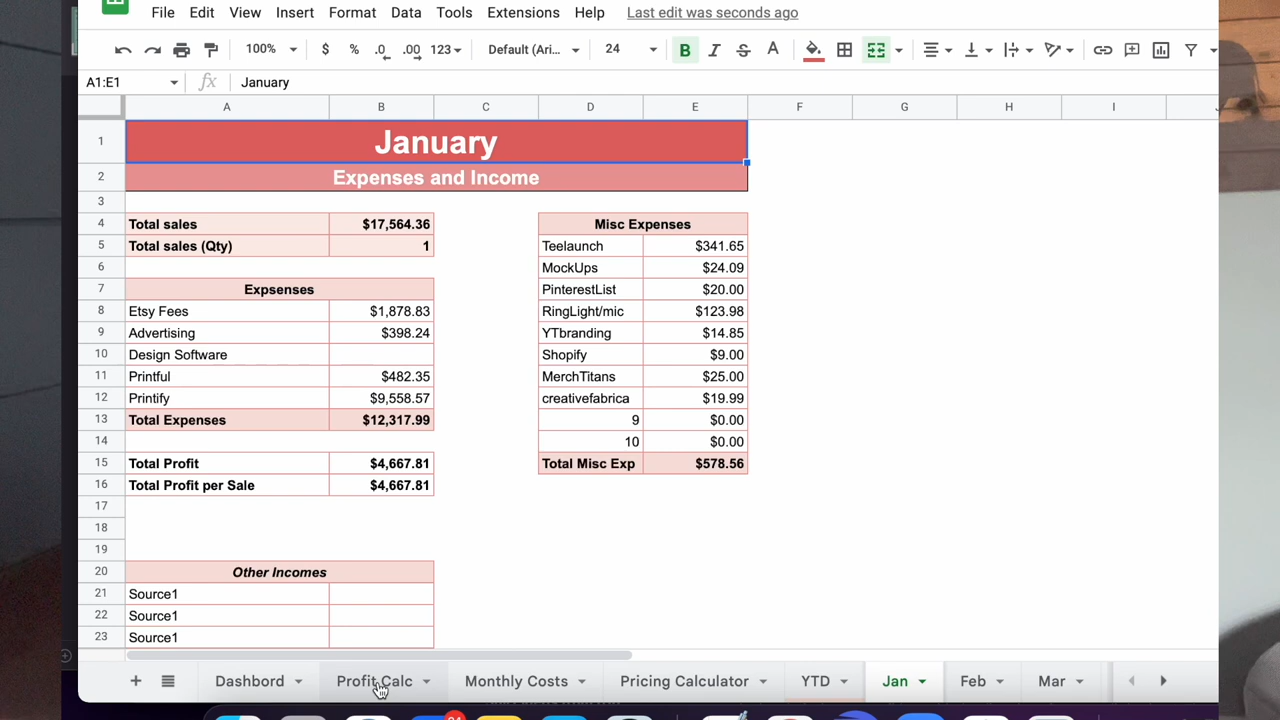 File Edit View Insert Format Data Tools Extensions Help Last edit was seconds ago
100% $ % .0 .00 123 Default (Ari... 24 B I S A
A1:E1 fx January
A B C D E F G H I
1 January
2 Expenses and Income
3
4 Total sales $17,564.36 Misc Expenses
5 Total sales (Qty) 1 Teelaunch $341.65
6 MockUps $24.09
7 Expsenses PinterestList $20.00
8 Etsy Fees $1,878.83 RingLight/mic $123.98
9 Advertising $398.24 YTbranding $14.85
10 Design Software Shopify $9.00
11 Printful $482.35 MerchTitans $25.00
12 Printify $9,558.57 creativefabrica $19.99
13 Total Expenses $12,317.99 9 $0.00
14 10 $0.00
15 Total Profit $4,667.81 Total Misc Exp $578.56
16 Total Profit per Sale $4,667.81
17
18
19
20 Other Incomes
21 Source1
22 Source1
23 Source1
Dashbord Profit Calc Monthly Costs Pricing Calculator YTD Jan Feb Mar